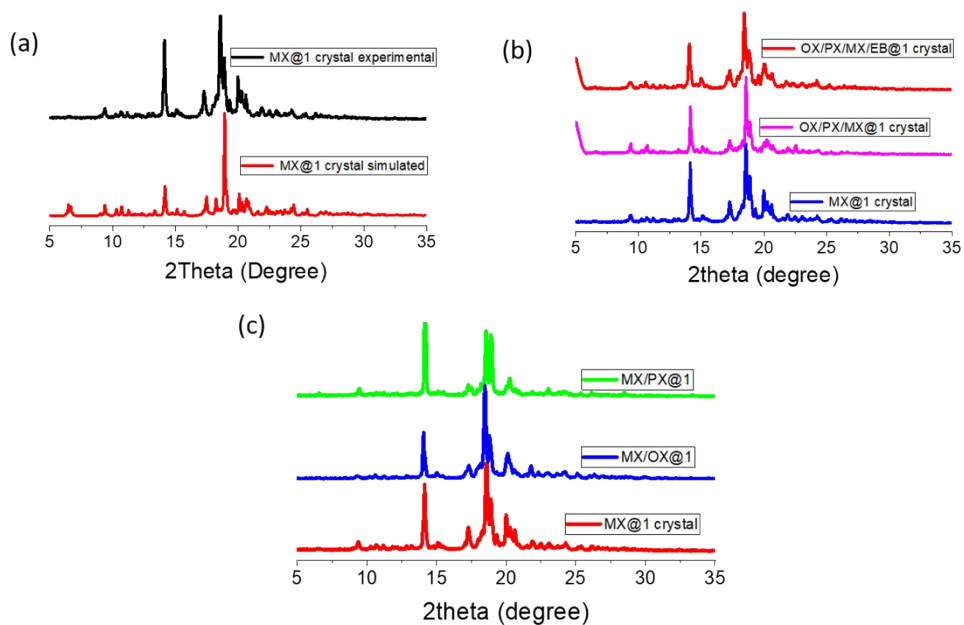 (a)
MX@1 crystal experimental
MX@1 crystal simulated
5 10 15 20 25 30 35
2Theta (Degree)
(b)
OX/PX/MX/EB@1 crystal
OX/PX/MX@1 crystal
MX@1 crystal
5 10 15 20 25 30 35
2theta (degree)
(c)
MX/PX@1
MX/OX@1
MX@1 crystal
5 10 15 20 25 30 35
2theta (degree)